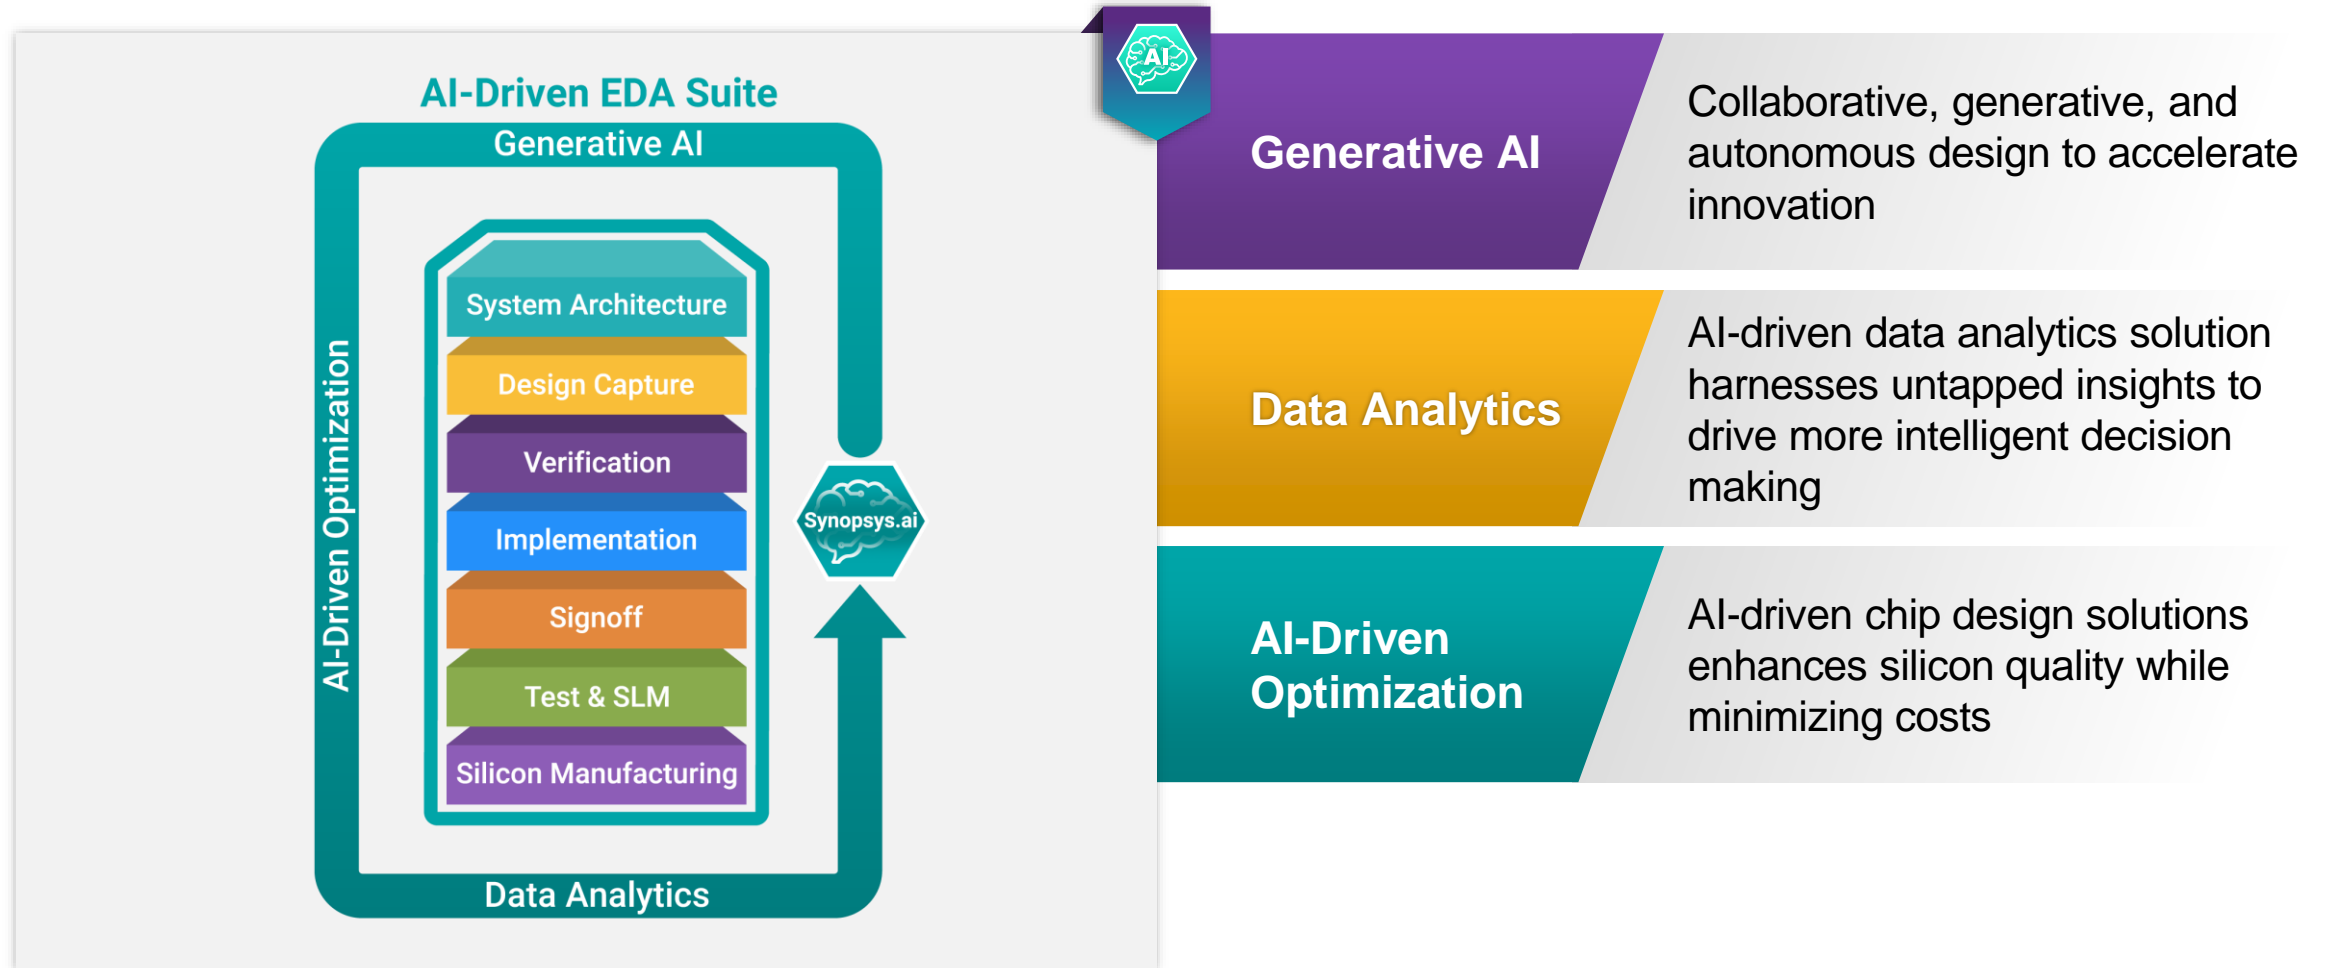 AI-Driven EDA Suite
Generative AI
AI-Driven Optimization
System Architecture
Design Capture
Verification
Implementation
Signoff
Test & SLM
Silicon Manufacturing
Synopsys.ai
Data Analytics
AI
Generative AI
Collaborative, generative, and
autonomous design to accelerate
innovation
Data Analytics
AI-driven data analytics solution
harnesses untapped insights to
drive more intelligent decision
making
AI-Driven
Optimization
AI-driven chip design solutions
enhances silicon quality while
minimizing costs